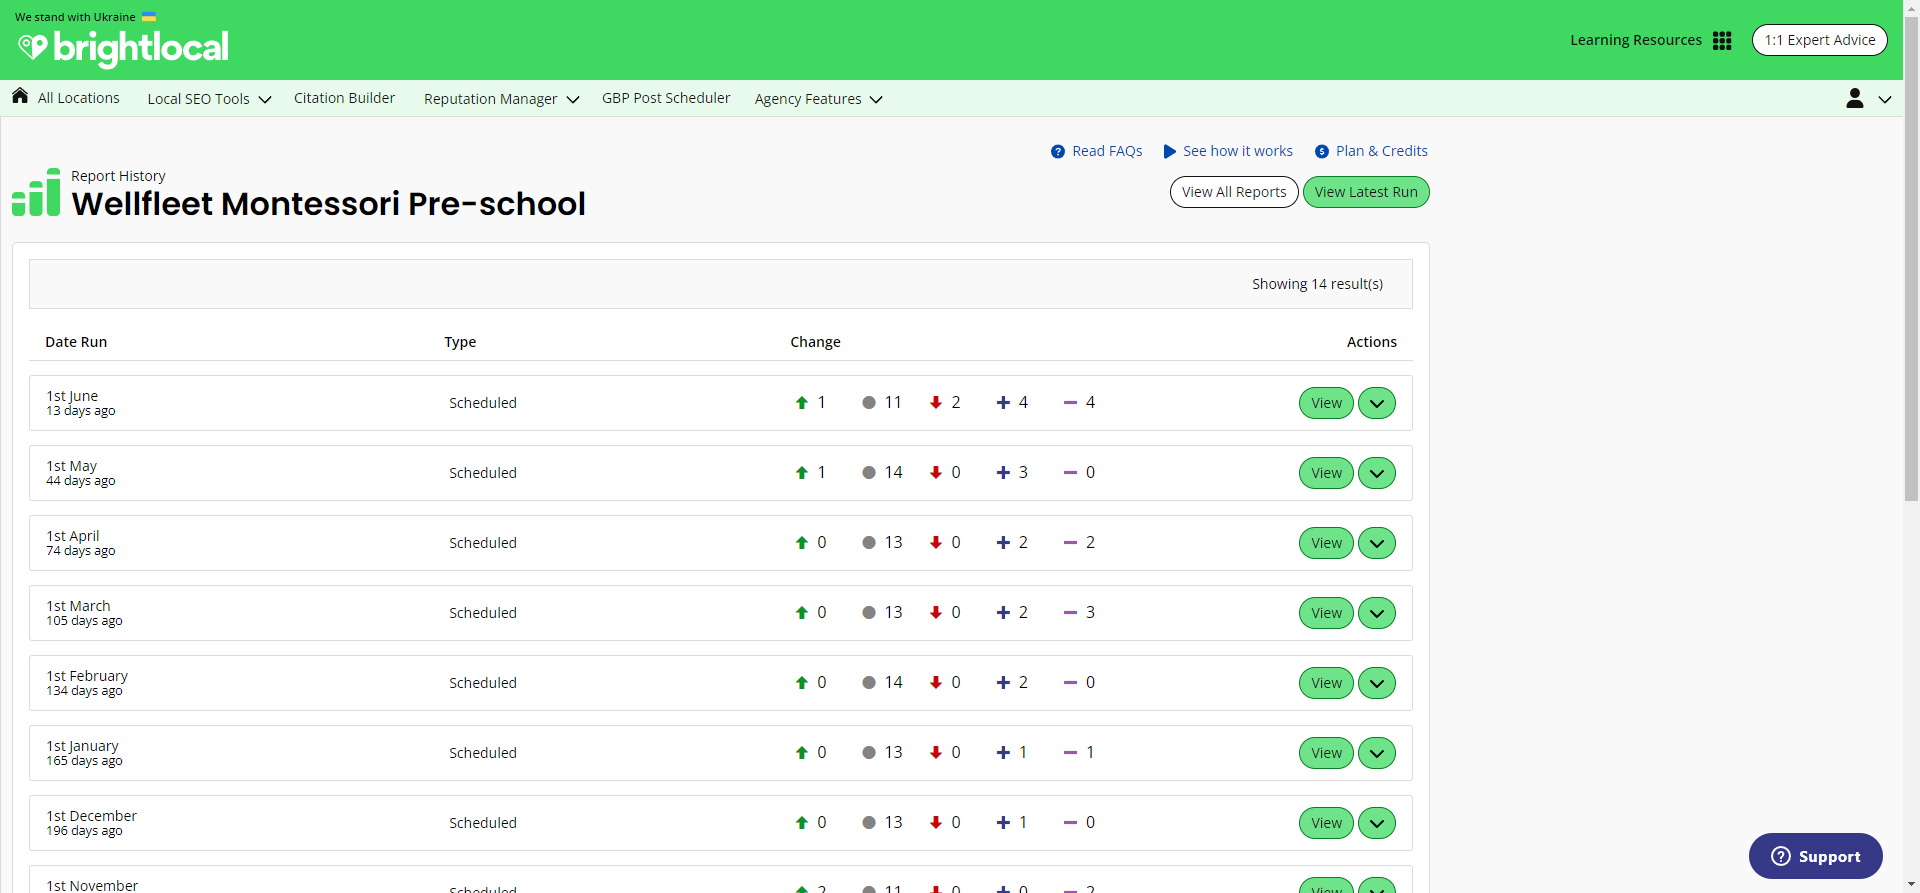 We stand with Ukraine
brightlocal
Learning Resources
1:1 Expert Advice
All Locations
Local SEO Tools
Citation Builder
Reputation Manager
GBP Post Scheduler
Agency Features
Read FAQs
See how it works
Plan & Credits
Report History
Wellfleet Montessori Pre-school
View All Reports
View Latest Run
Showing 14 result(s)
Date Run Type Change Actions
1st June
13 days ago
Scheduled 1 11 2 4 4 View
1st May
44 days ago
Scheduled 1 14 0 3 0 View
1st April
74 days ago
Scheduled 0 13 0 2 2 View
1st March
105 days ago
Scheduled 0 13 0 2 3 View
1st February
134 days ago
Scheduled 0 14 0 2 0 View
1st January
165 days ago
Scheduled 0 13 0 1 1 View
1st December
196 days ago
Scheduled 0 13 0 1 0 View
1st November
Scheduled 2 11 0 0 2 View
Support